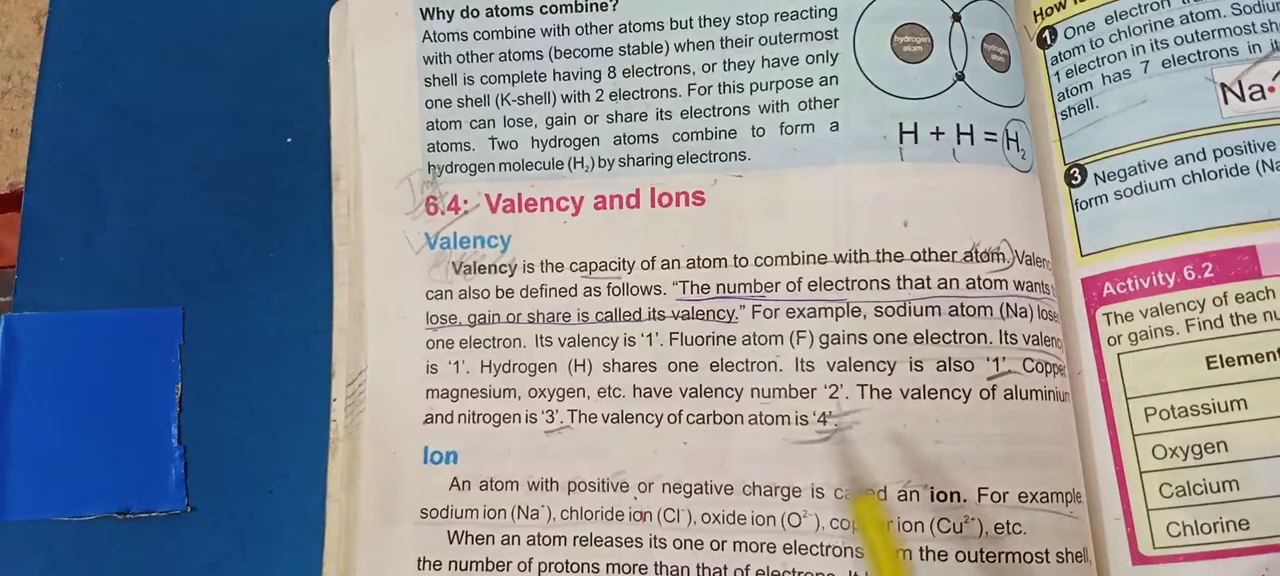 Why do atoms combine?
Atoms combine with other atoms but they stop reacting
with other atoms (become stable) when their outermost
shell is complete having 8 electrons, or they have only
one shell (K-shell) with 2 electrons. For this purpose an
atom can lose, gain or share its electrons with other
atoms. Two hydrogen atoms combine to form a
hydrogen molecule (H₂) by sharing electrons.
hydrogen
atom
hydrogen
atom
H + H = H₂
6.4: Valency and Ions
Valency
Valency is the capacity of an atom to combine with the other atom.
can also be defined as follows. “The number of electrons that an atom wants
lose, gain or share is called its valency.” For example, sodium atom (Na)
one electron. Its valency is ‘1’. Fluorine atom (F) gains one electron. Its
is ‘1’. Hydrogen (H) shares one electron. Its valency is also ‘1’.
magnesium, oxygen, etc. have valency number ‘2’. The valency of
and nitrogen is ‘3’. The valency of carbon atom is ‘4’.
Ion
An atom with positive or negative charge is an ion. For example
sodium ion (Na⁺), chloride ion (Cl⁻), oxide ion (O²⁻), ion (Cu²⁺), etc.
When an atom releases its one or more electrons the outermost shell,
the number of protons more than that of
How
1 One electron
atom to chlorine atom.
1 electron in its outermost
atom has 7 electrons in
shell.
Na
3 Negative and positive
form sodium chloride
Activity 6.2
The valency of each
or gains. Find the
Element
Potassium
Oxygen
Calcium
Chlorine